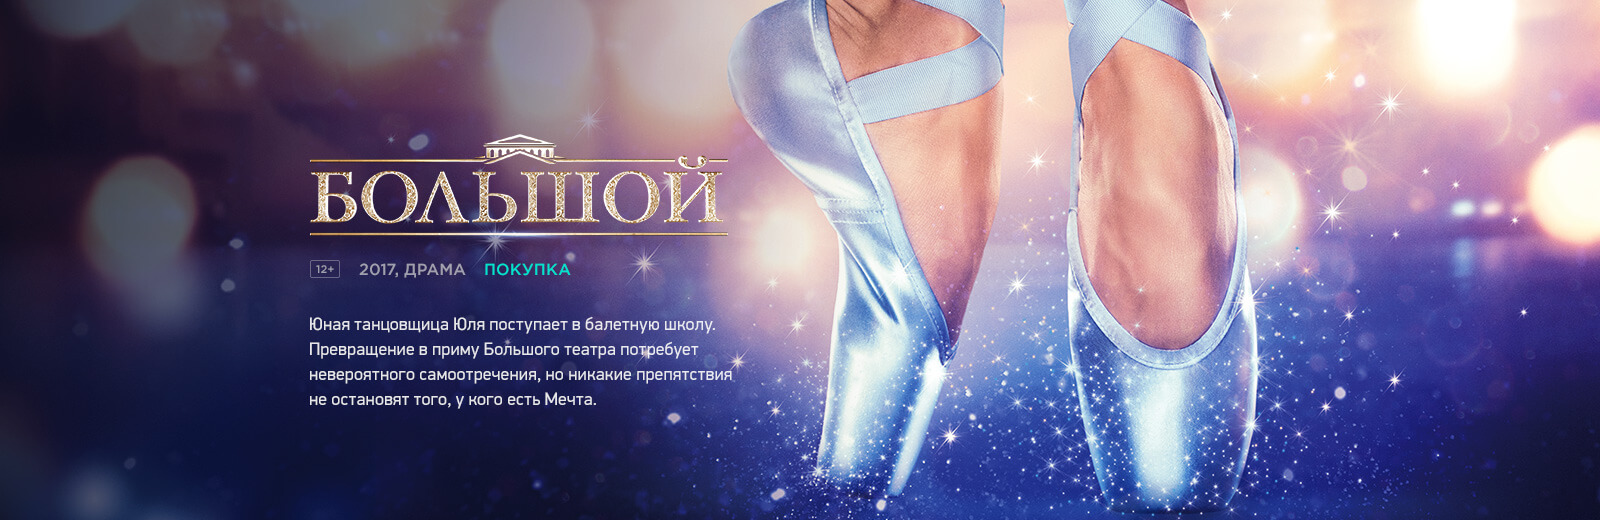 БОЛЬШОЙ
12+ 2017, ДРАМА ПОКУПКА
Юная танцовщица Юля поступает в балетную школу.
Превращение в приму Большого театра потребует
невероятного самоотречения, но никакие препятствия
не остановят того, у кого есть Мечта.